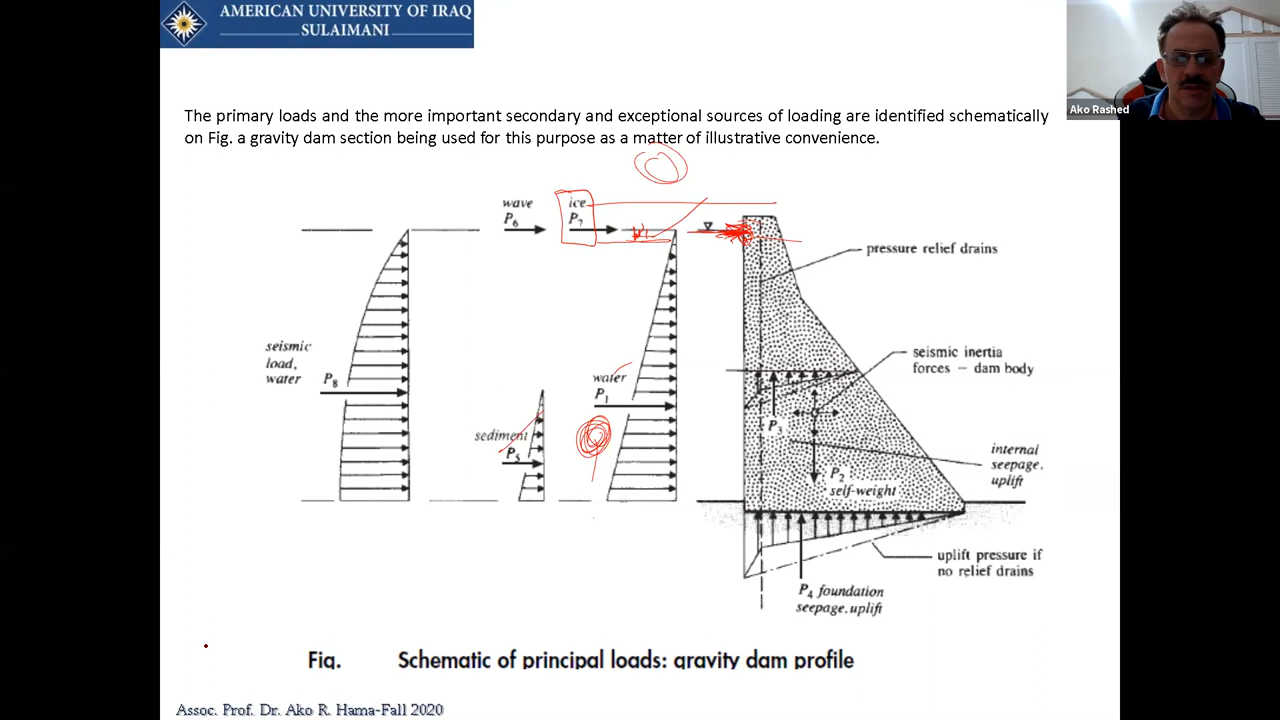 AMERICAN UNIVERSITY OF IRAQ
SULAIMANI
Ako Rashed
The primary loads and the more important secondary and exceptional sources of loading are identified schematically
on Fig. a gravity dam section being used for this purpose as a matter of illustrative convenience.
wave
P6
ice
P7
pressure relief drains
seismic
load,
water
P8
seismic inertia
forces – dam body
water
P1
sediment
P5
P3
internal
seepage.
uplift
P2
self-weight
uplift pressure if
no relief drains
P4 foundation
seepage.uplift
Fig. Schematic of principal loads: gravity dam profile
Assoc. Prof. Dr. Ako R. Hama-Fall 2020